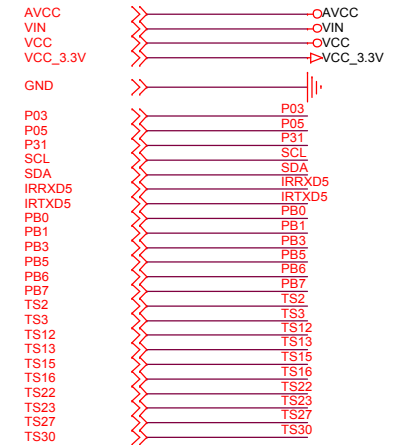 AVCC AVCC
VIN VIN
VCC VCC
VCC_3.3V VCC_3.3V
GND
P03 P03
P05 P05
P31 P31
SCL SCL
SDA SDA
IRRXD5 IRRXD5
IRTXD5 IRTXD5
PB0 PB0
PB1 PB1
PB3 PB3
PB5 PB5
PB6 PB6
PB7 PB7
TS2 TS2
TS3 TS3
TS12 TS12
TS13 TS13
TS15 TS15
TS16 TS16
TS22 TS22
TS23 TS23
TS27 TS27
TS30 TS30